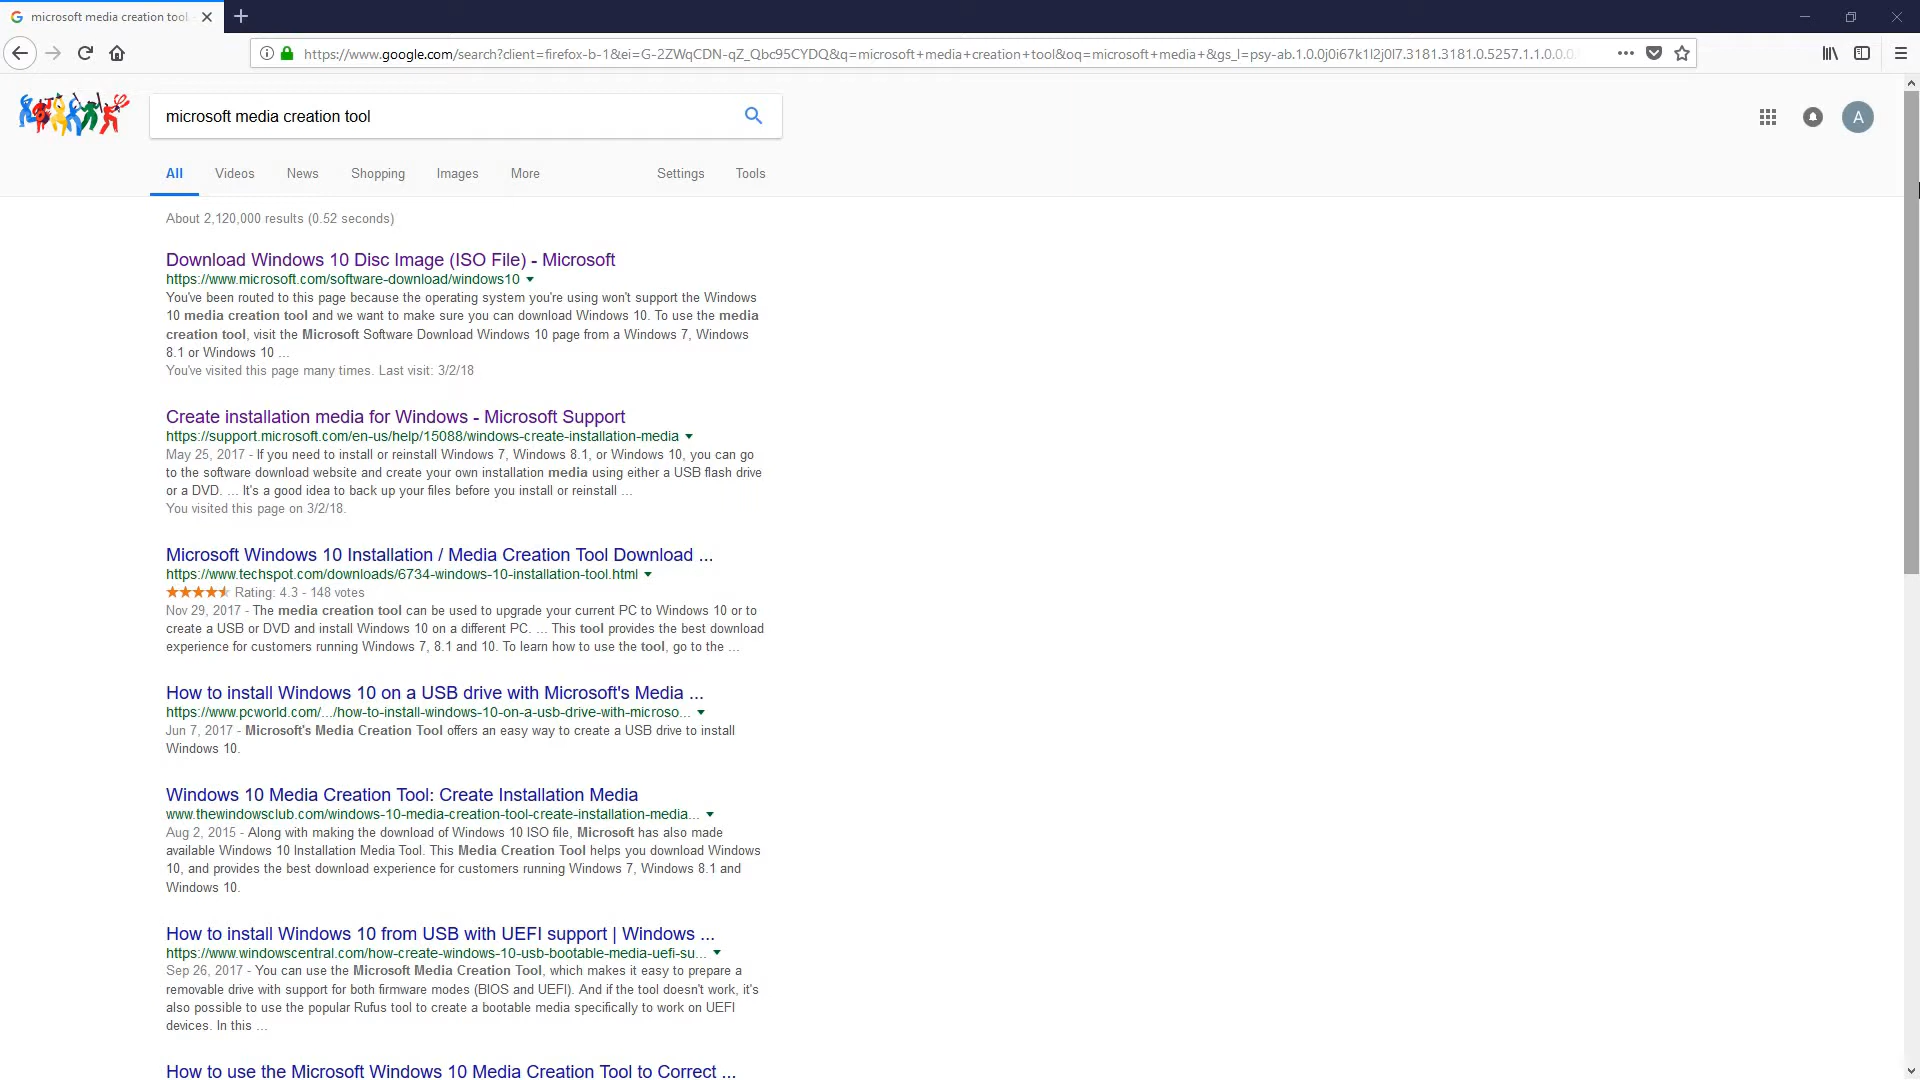 microsoft media creation tool
https://www.google.com/search?client=firefox-b-1&ei=G-2ZWqCDN-qZ_Qbc95CYDQ&q=microsoft+media+creation+tool&oq=microsoft+media+&gs_l=psy-ab.1.0.0j0i67k1l2j0l7.3181.3181.0.5257.1.1.0.0.0.
microsoft media creation tool
A
All Videos News Shopping Images More Settings Tools
About 2,120,000 results (0.52 seconds)
Download Windows 10 Disc Image (ISO File) - Microsoft
https://www.microsoft.com/software-download/windows10
You've been routed to this page because the operating system you're using won't support the Windows
10 media creation tool and we want to make sure you can download Windows 10. To use the media
creation tool, visit the Microsoft Software Download Windows 10 page from a Windows 7, Windows
8.1 or Windows 10 ...
You've visited this page many times. Last visit: 3/2/18
Create installation media for Windows - Microsoft Support
https://support.microsoft.com/en-us/help/15088/windows-create-installation-media
May 25, 2017 - If you need to install or reinstall Windows 7, Windows 8.1, or Windows 10, you can go
to the software download website and create your own installation media using either a USB flash drive
or a DVD. ... It's a good idea to back up your files before you install or reinstall ...
You visited this page on 3/2/18.
Microsoft Windows 10 Installation / Media Creation Tool Download ...
https://www.techspot.com/downloads/6734-windows-10-installation-tool.html
Rating: 4.3 - 148 votes
Nov 29, 2017 - The media creation tool can be used to upgrade your current PC to Windows 10 or to
create a USB or DVD and install Windows 10 on a different PC. ... This tool provides the best download
experience for customers running Windows 7, 8.1 and 10. To learn how to use the tool, go to the ...
How to install Windows 10 on a USB drive with Microsoft's Media ...
https://www.pcworld.com/.../how-to-install-windows-10-on-a-usb-drive-with-microso...
Jun 7, 2017 - Microsoft's Media Creation Tool offers an easy way to create a USB drive to install
Windows 10.
Windows 10 Media Creation Tool: Create Installation Media
www.thewindowsclub.com/windows-10-media-creation-tool-create-installation-media...
Aug 2, 2015 - Along with making the download of Windows 10 ISO file, Microsoft has also made
available Windows 10 Installation Media Tool. This Media Creation Tool helps you download Windows
10, and provides the best download experience for customers running Windows 7, Windows 8.1 and
Windows 10.
How to install Windows 10 from USB with UEFI support | Windows ...
https://www.windowscentral.com/how-create-windows-10-usb-bootable-media-uefi-su...
Sep 26, 2017 - You can use the Microsoft Media Creation Tool, which makes it easy to prepare a
removable drive with support for both firmware modes (BIOS and UEFI). And if the tool doesn't work, it's
also possible to use the popular Rufus tool to create a bootable media specifically to work on UEFI
devices. In this ...
How to use the Microsoft Windows 10 Media Creation Tool to Correct ...